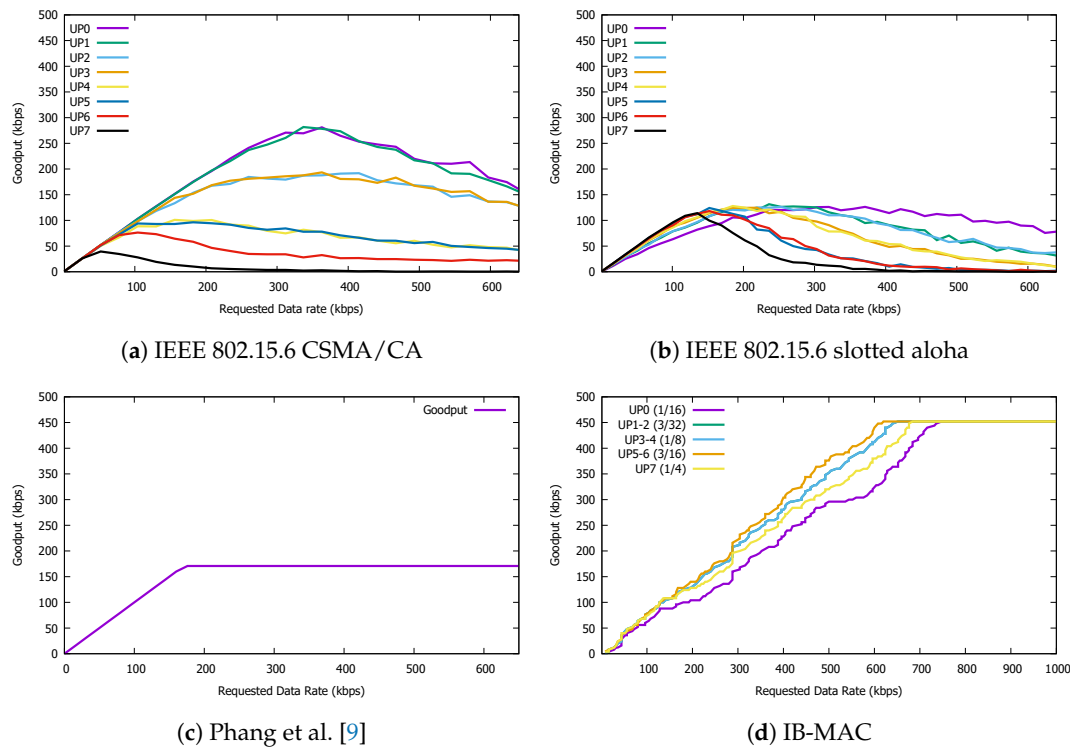 500
450
400
350
300
250
200
150
100
50
0
Goodput (kbps)
UP0
UP1
UP2
UP3
UP4
UP5
UP6
UP7
100 200 300 400 500 600
Requested Data rate (kbps)
(a) IEEE 802.15.6 CSMA/CA
500
450
400
350
300
250
200
150
100
50
0
Goodput (kbps)
UP0
UP1
UP2
UP3
UP4
UP5
UP6
UP7
100 200 300 400 500 600
Requested Data rate (kbps)
(b) IEEE 802.15.6 slotted aloha
500
450
400
350
300
250
200
150
100
50
0
Goodput (kbps)
Goodput
0 100 200 300 400 500 600
Requested Data Rate (kbps)
(c) Phang et al. [9]
500
450
400
350
300
250
200
150
100
50
0
Goodput (kbps)
UP0 (1/16)
UP1-2 (3/32)
UP3-4 (1/8)
UP5-6 (3/16)
UP7 (1/4)
100 200 300 400 500 600 700 800 900 1000
Requested Data Rate (kbps)
(d) IB-MAC